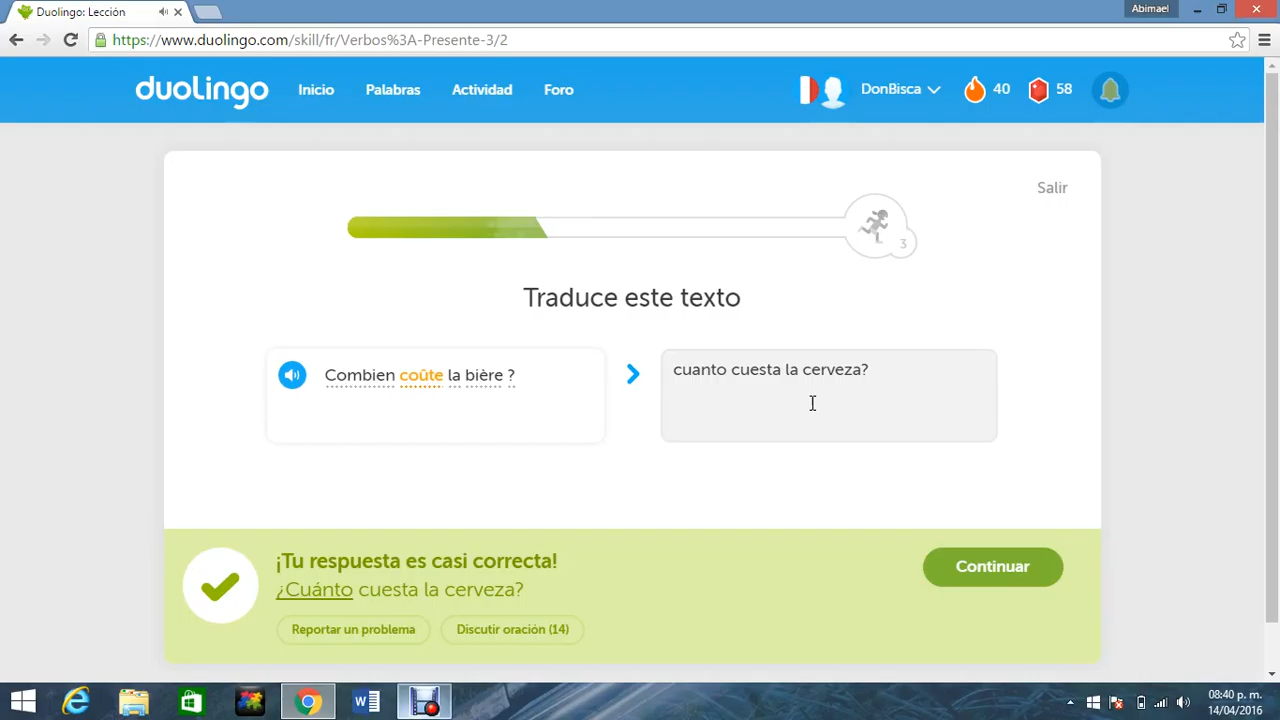 Duolingo: Lección
Abimael
https://www.duolingo.com/skill/fr/Verbos%3A-Presente-3/2
duolingo
Inicio
Palabras
Actividad
Foro
DonBisca
40
58
Salir
3
Traduce este texto
Combien coûte la bière ?
cuanto cuesta la cerveza?
¡Tu respuesta es casi correcta!
¿Cuánto cuesta la cerveza?
Continuar
Reportar un problema
Discutir oración (14)
08:40 p. m.
14/04/2016